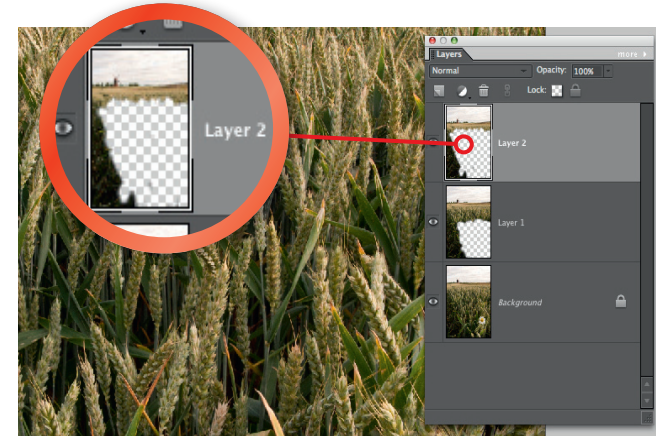 Layers
more
Normal
Opacity: 100%
Lock:
Layer 2
Layer 2
Layer 1
Background